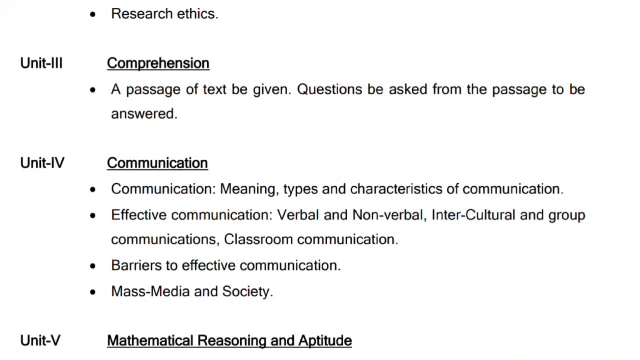 • Research ethics.
Unit-III Comprehension
• A passage of text be given. Questions be asked from the passage to be
answered.
Unit-IV Communication
• Communication: Meaning, types and characteristics of communication.
• Effective communication: Verbal and Non-verbal, Inter-Cultural and group
communications, Classroom communication.
• Barriers to effective communication.
• Mass-Media and Society.
Unit-V Mathematical Reasoning and Aptitude